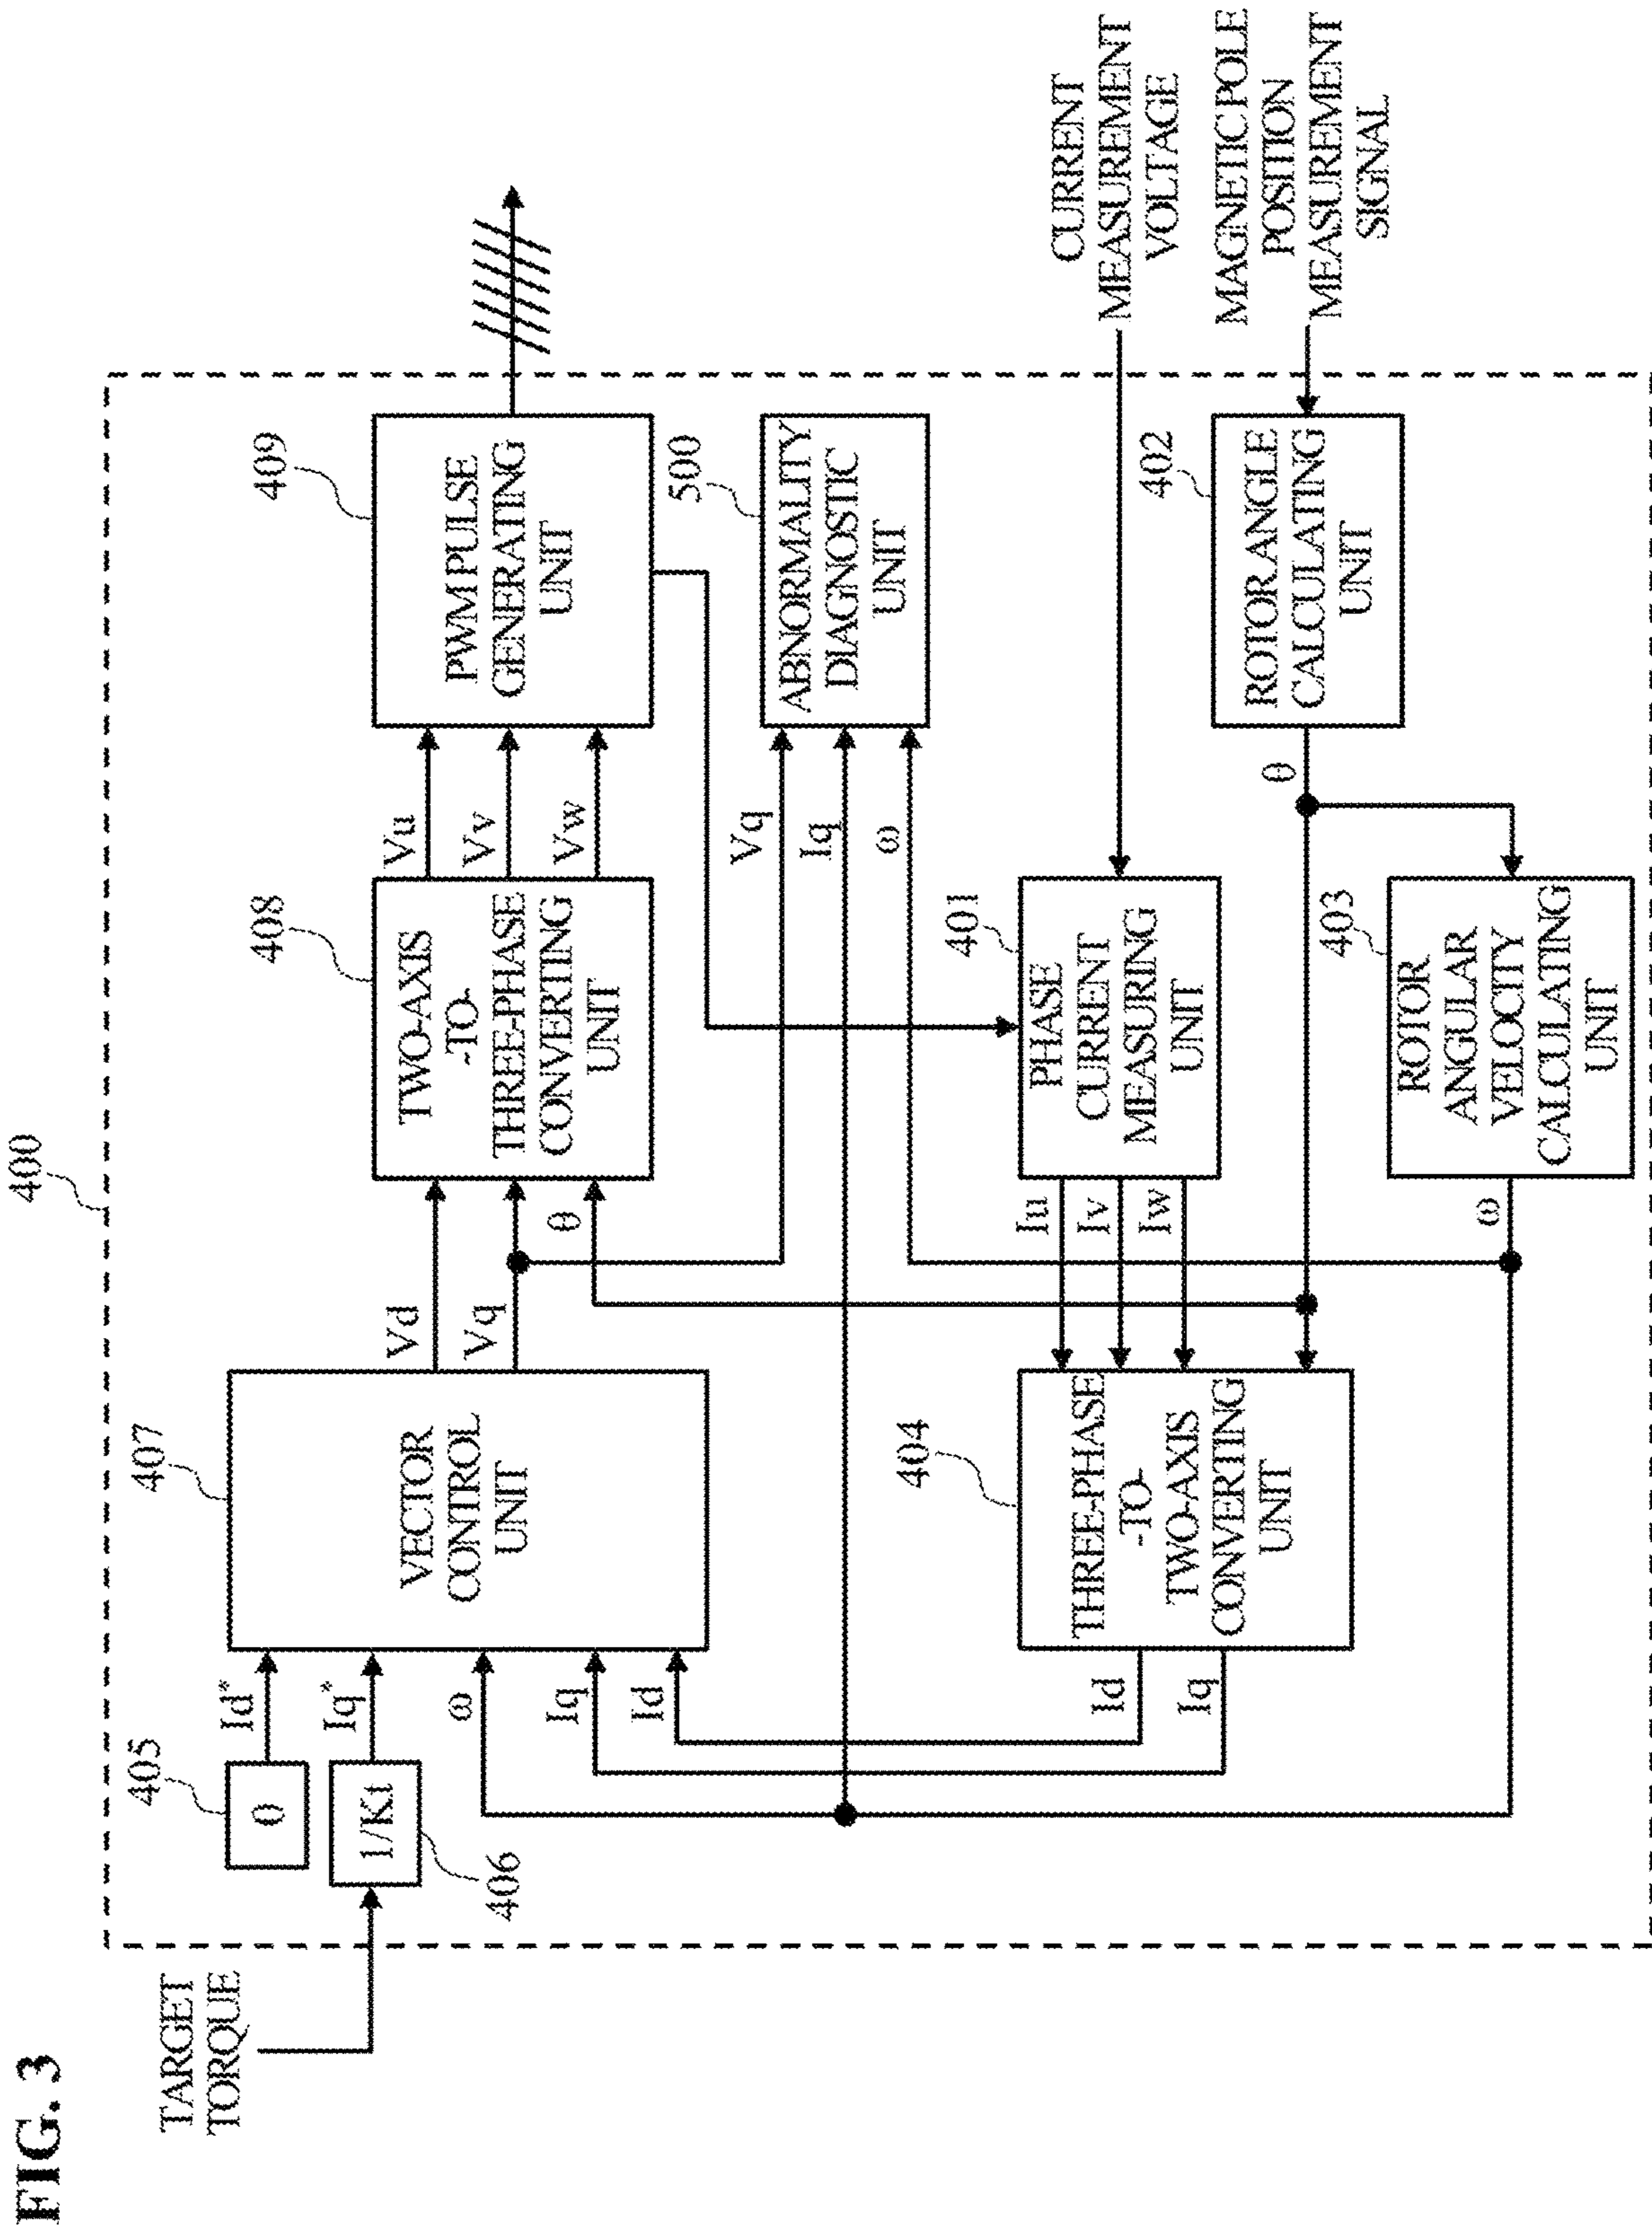 FIG. 3
400
TARGET
TORQUE
405
0
Id*
1/Kt
406
Iq*
ω
Iq
Id
407
VECTOR
CONTROL
UNIT
Vd
Vq
θ
408
TWO-AXIS
-TO-
THREE-PHASE
CONVERTING
UNIT
Vu
Vv
Vw
409
PWM PULSE
GENERATING
UNIT
Vq
Iq
ω
500
ABNORMALITY
DIAGNOSTIC
UNIT
Id
Iq
404
THREE-PHASE
-TO-
TWO-AXIS
CONVERTING
UNIT
Iu
Iv
Iw
401
PHASE
CURRENT
MEASURING
UNIT
CURRENT
MEASUREMENT
VOLTAGE
ω
403
ROTOR
ANGULAR
VELOCITY
CALCULATING
UNIT
θ
402
ROTOR ANGLE
CALCULATING
UNIT
MAGNETIC POLE
POSITION
MEASUREMENT
SIGNAL